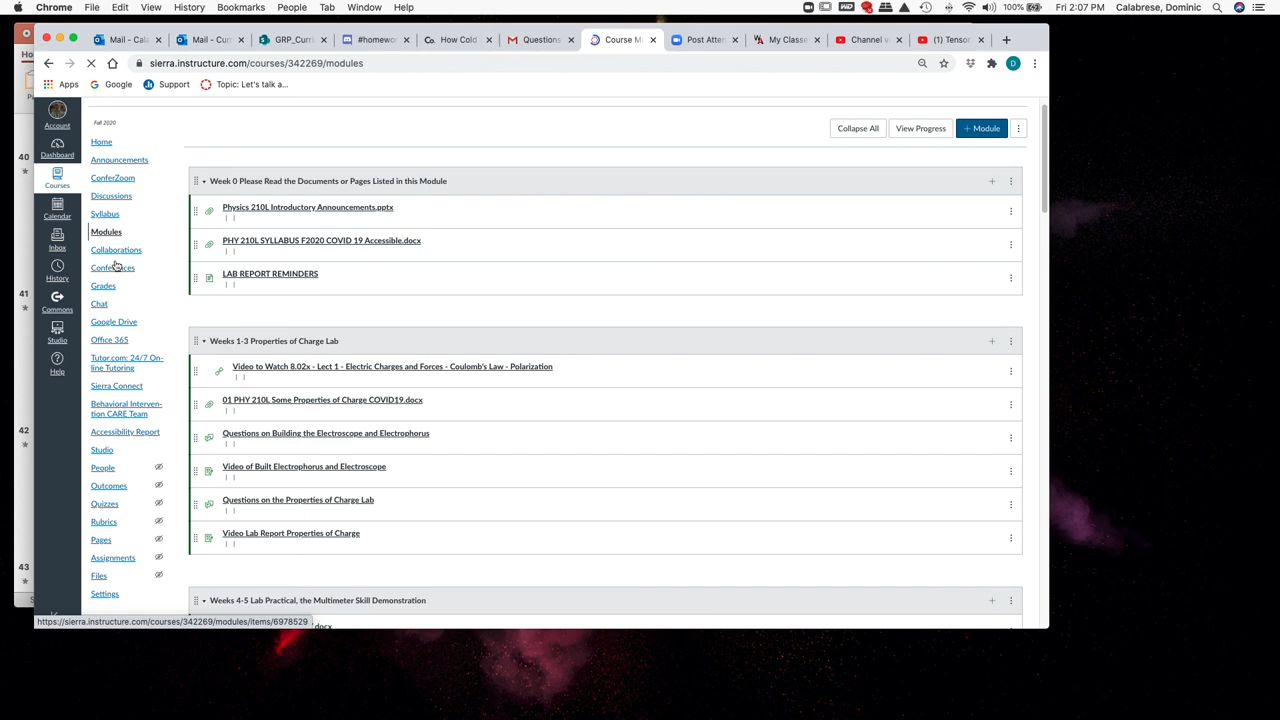 Chrome File Edit View History Bookmarks People Tab Window Help 100% Fri 2:07 PM Calabrese, Dominic
Mail - Cal Mail - Curr GRP_Curri #homewo Co. How Cold Questions Course M Post Atten My Classe Channel v (1) Tensor
sierra.instructure.com/courses/342269/modules D
Apps Google Support Topic: Let's talk a...
Ho
40
41
42
43
Account
Dashboard
Courses
Calendar
Inbox
History
Commons
Studio
Help
Fall 2020
Home
Announcements
ConferZoom
Discussions
Syllabus
Modules
Collaborations
Conferences
Grades
Chat
Google Drive
Office 365
Tutor.com: 24/7 On-
line Tutoring
Sierra Connect
Behavioral Interven-
tion CARE Team
Accessibility Report
Studio
People
Outcomes
Quizzes
Rubrics
Pages
Assignments
Files
Settings
Collapse All View Progress + Module
Week 0 Please Read the Documents or Pages Listed in this Module
Physics 210L Introductory Announcements.pptx
| |
PHY 210L SYLLABUS F2020 COVID 19 Accessible.docx
| |
LAB REPORT REMINDERS
| |
Weeks 1-3 Properties of Charge Lab
Video to Watch 8.02x - Lect 1 - Electric Charges and Forces - Coulomb's Law - Polarization
| |
01 PHY 210L Some Properties of Charge COVID19.docx
| |
Questions on Building the Electroscope and Electrophorus
| |
Video of Built Electrophorus and Electroscope
| |
Questions on the Properties of Charge Lab
| |
Video Lab Report Properties of Charge
| |
Weeks 4-5 Lab Practical, the Multimeter Skill Demonstration
.docx
https://sierra.instructure.com/courses/342269/modules/items/6978529